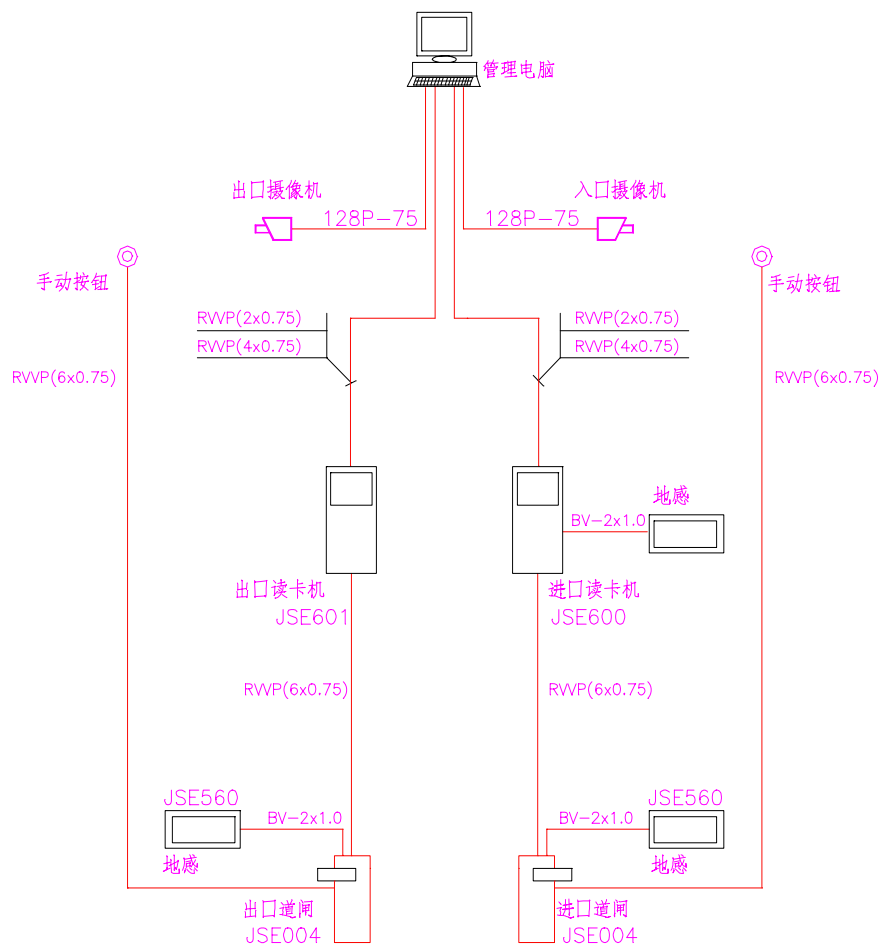 管理电脑
出口摄像机
入口摄像机
128P-75
128P-75
手动按钮
手动按钮
RVVP(2x0.75)
RVVP(2x0.75)
RVVP(4x0.75)
RVVP(4x0.75)
RVVP(6x0.75)
RVVP(6x0.75)
地感
BV-2x1.0
出口读卡机
JSE601
进口读卡机
JSE600
RVVP(6x0.75)
RVVP(6x0.75)
JSE560
JSE560
BV-2x1.0
BV-2x1.0
地感
地感
出口道闸
JSE004
进口道闸
JSE004